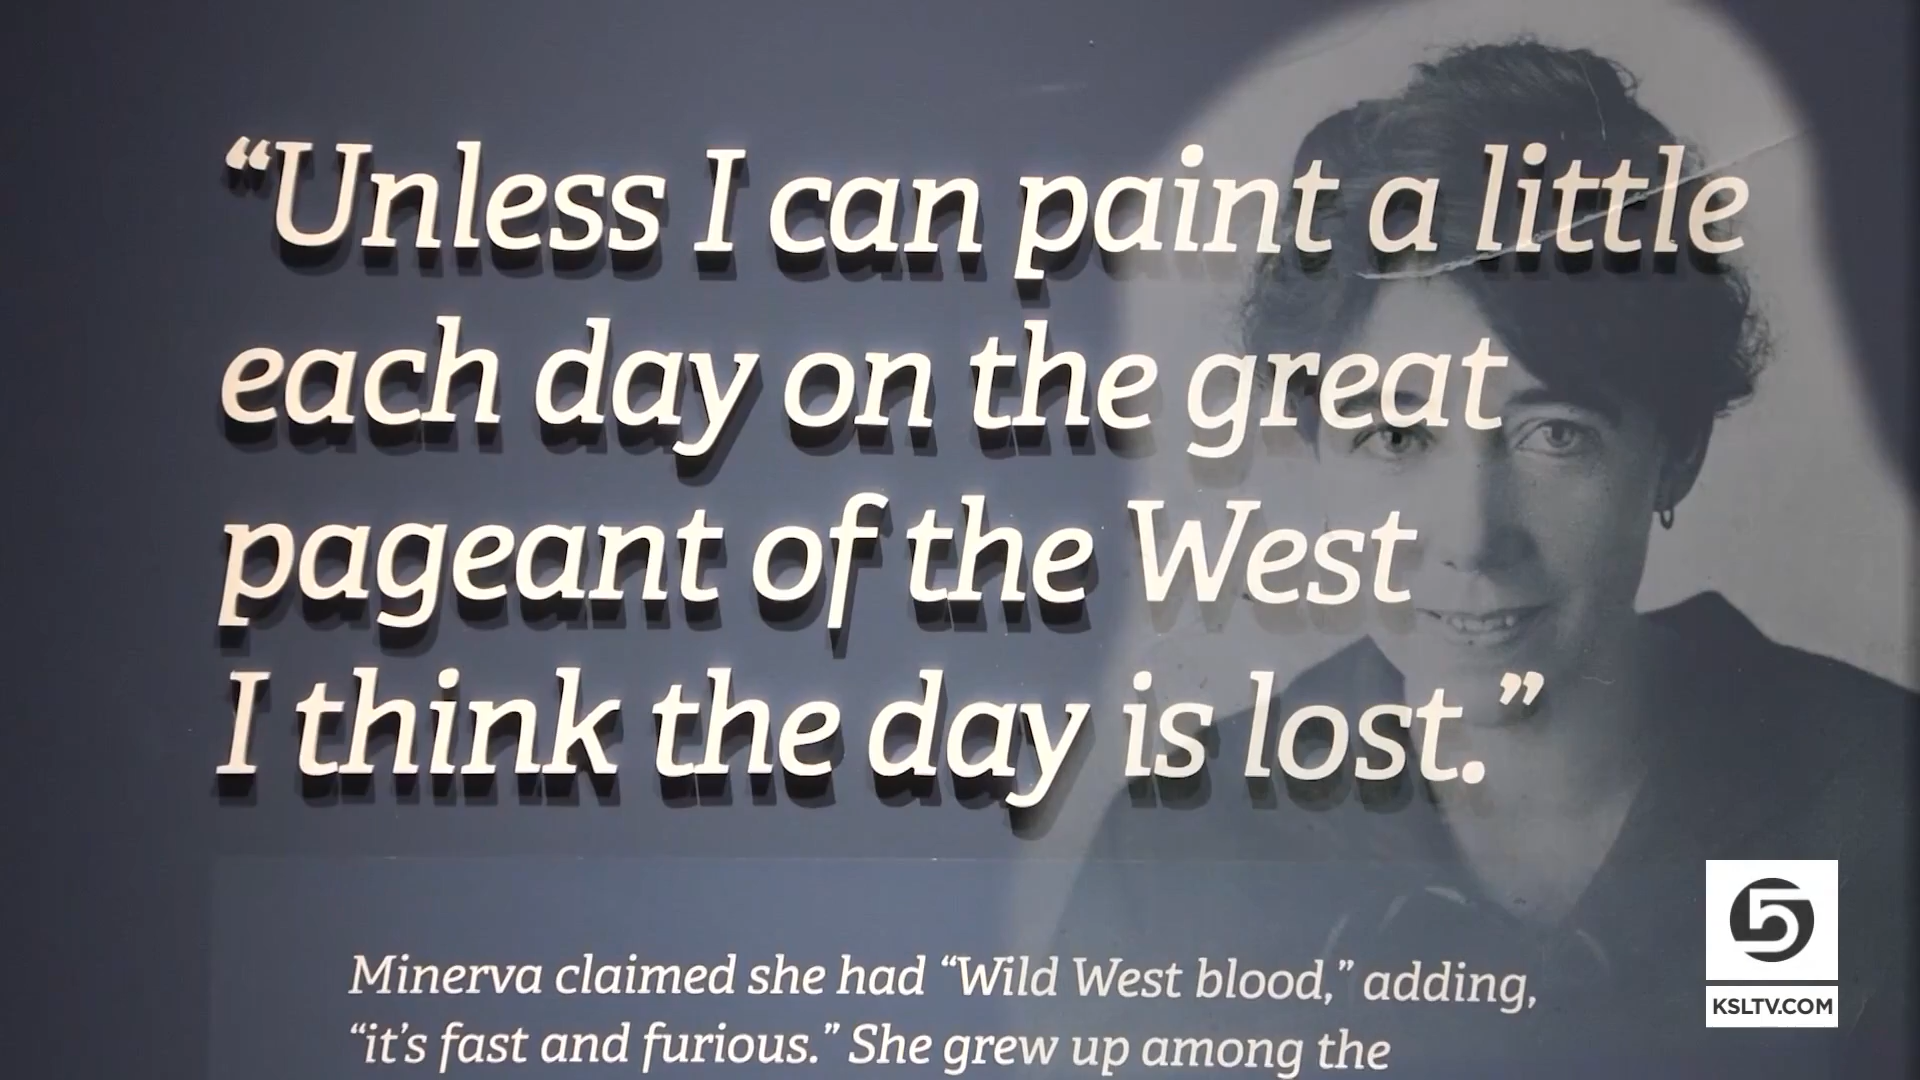 “Unless I can paint a little
each day on the great
pageant of the West
I think the day is lost.”
Minerva claimed she had “Wild West blood,” adding,
“it’s fast and furious.” She grew up among the
5
KSLTV.COM